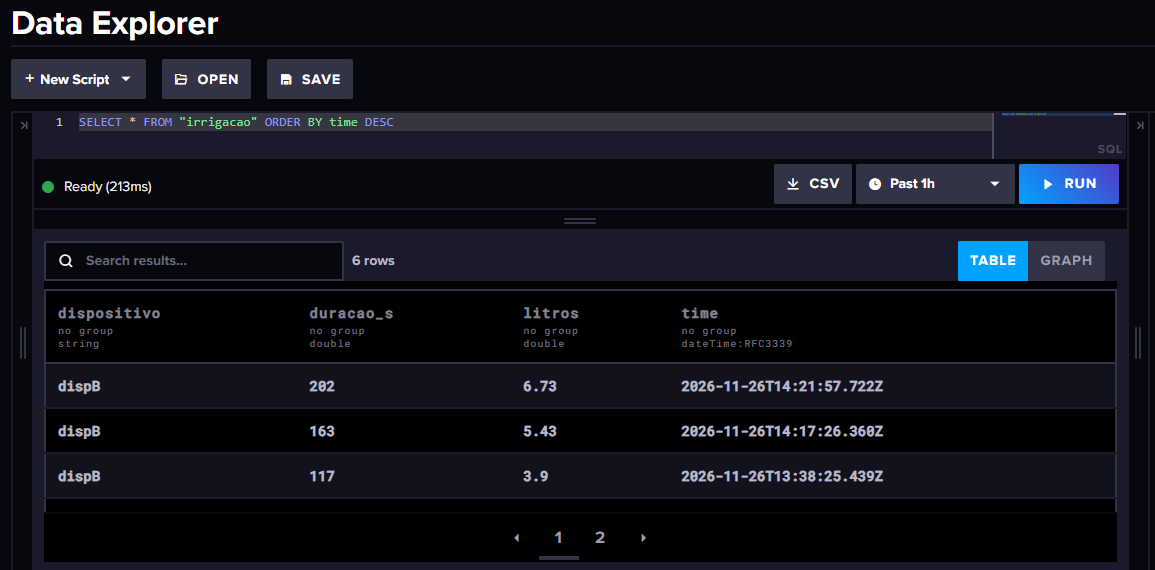 Data Explorer
+ New Script
OPEN
SAVE
1 SELECT * FROM "irrigacao" ORDER BY time DESC
SQL
Ready (213ms)
CSV
Past 1h
RUN
Search results...
6 rows
TABLE
GRAPH
dispositivo duracao_s litros time
no group no group no group no group
string double double dateTime:RFC3339
dispB 202 6.73 2026-11-26T14:21:57.722Z
dispB 163 5.43 2026-11-26T14:17:26.360Z
dispB 117 3.9 2026-11-26T13:38:25.439Z
1 2